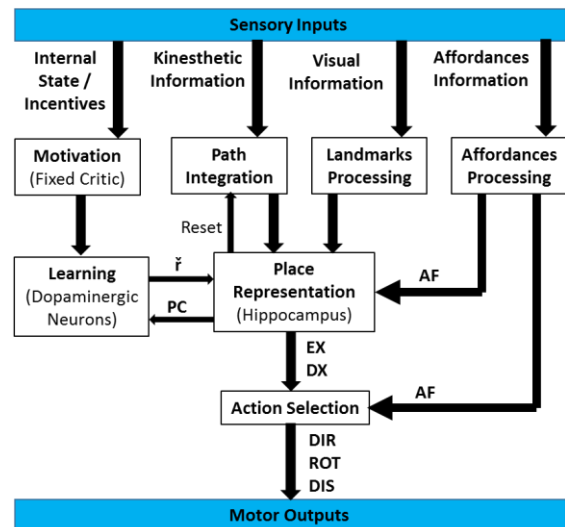 Sensory Inputs
Internal
State /
Incentives
Kinesthetic
Information
Visual
Information
Affordances
Information
Motivation
(Fixed Critic)
Path
Integration
Landmarks
Processing
Affordances
Processing
Reset
Learning
(Dopaminergic
Neurons)
ř
PC
Place
Representation
(Hippocampus)
AF
EX
DX
Action Selection
AF
DIR
ROT
DIS
Motor Outputs